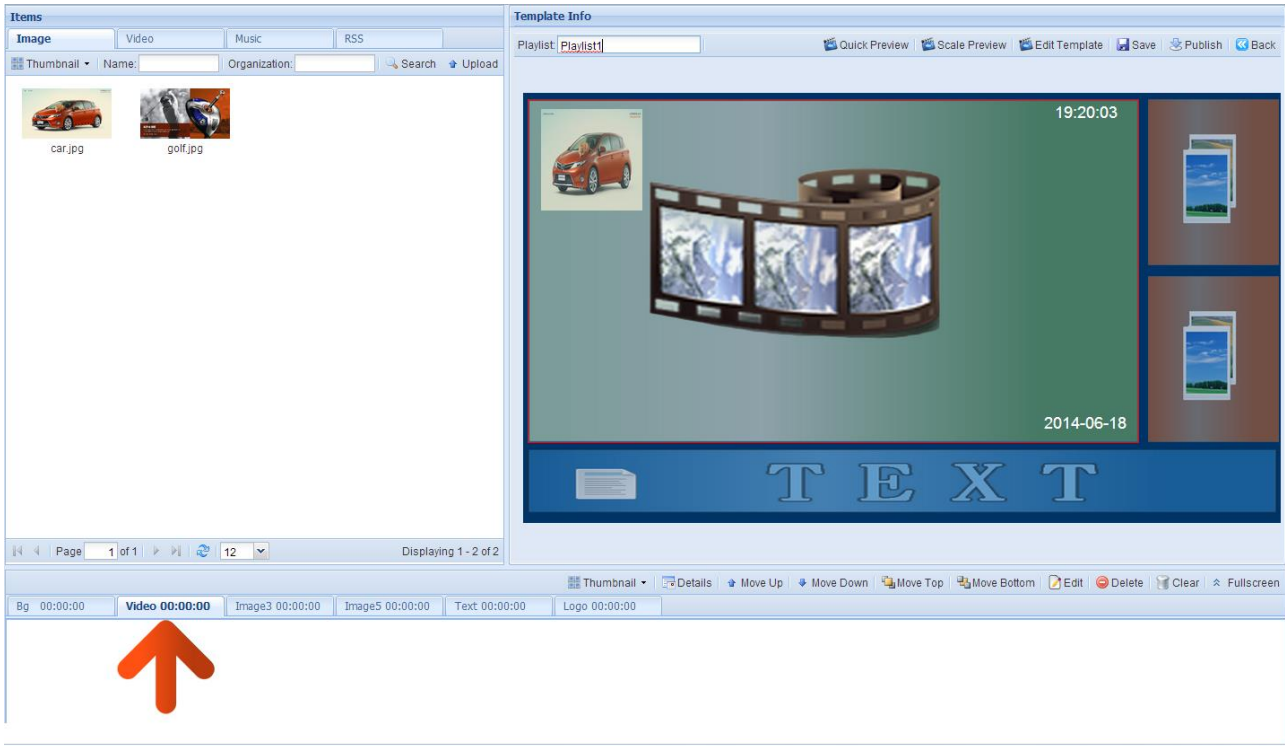 Items
Image Video Music RSS
Thumbnail Name: Organization: Search Upload
car.jpg golf.jpg
Page 1 of 1 12 Displaying 1 - 2 of 2
Template Info
Playlist: Playlist1 Quick Preview Scale Preview Edit Template Save Publish Back
19:20:03
2014-06-18
TEXT
Thumbnail Details Move Up Move Down Move Top Move Bottom Edit Delete Clear Fullscreen
Bg 00:00:00 Video 00:00:00 Image3 00:00:00 Image5 00:00:00 Text 00:00:00 Logo 00:00:00